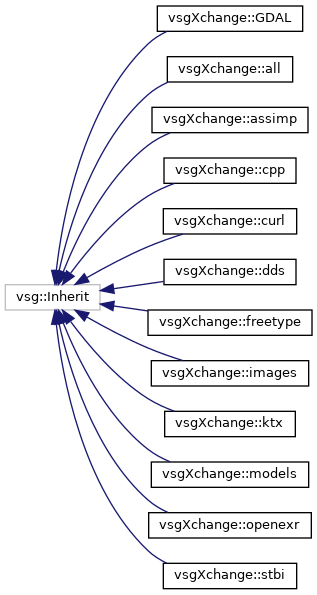 vsgXchange::GDAL
vsgXchange::all
vsgXchange::assimp
vsgXchange::cpp
vsgXchange::curl
vsgXchange::dds
vsg::Inherit
vsgXchange::freetype
vsgXchange::images
vsgXchange::ktx
vsgXchange::models
vsgXchange::openexr
vsgXchange::stbi